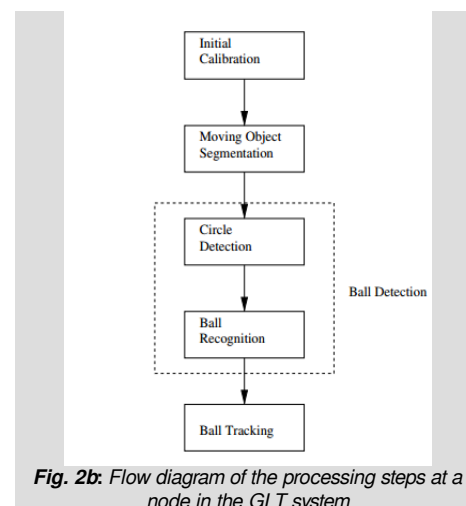 Initial
Calibration
Moving Object
Segmentation
Circle
Detection
Ball Detection
Ball
Recognition
Ball Tracking
Fig. 2b: Flow diagram of the processing steps at a
node in the GLT system